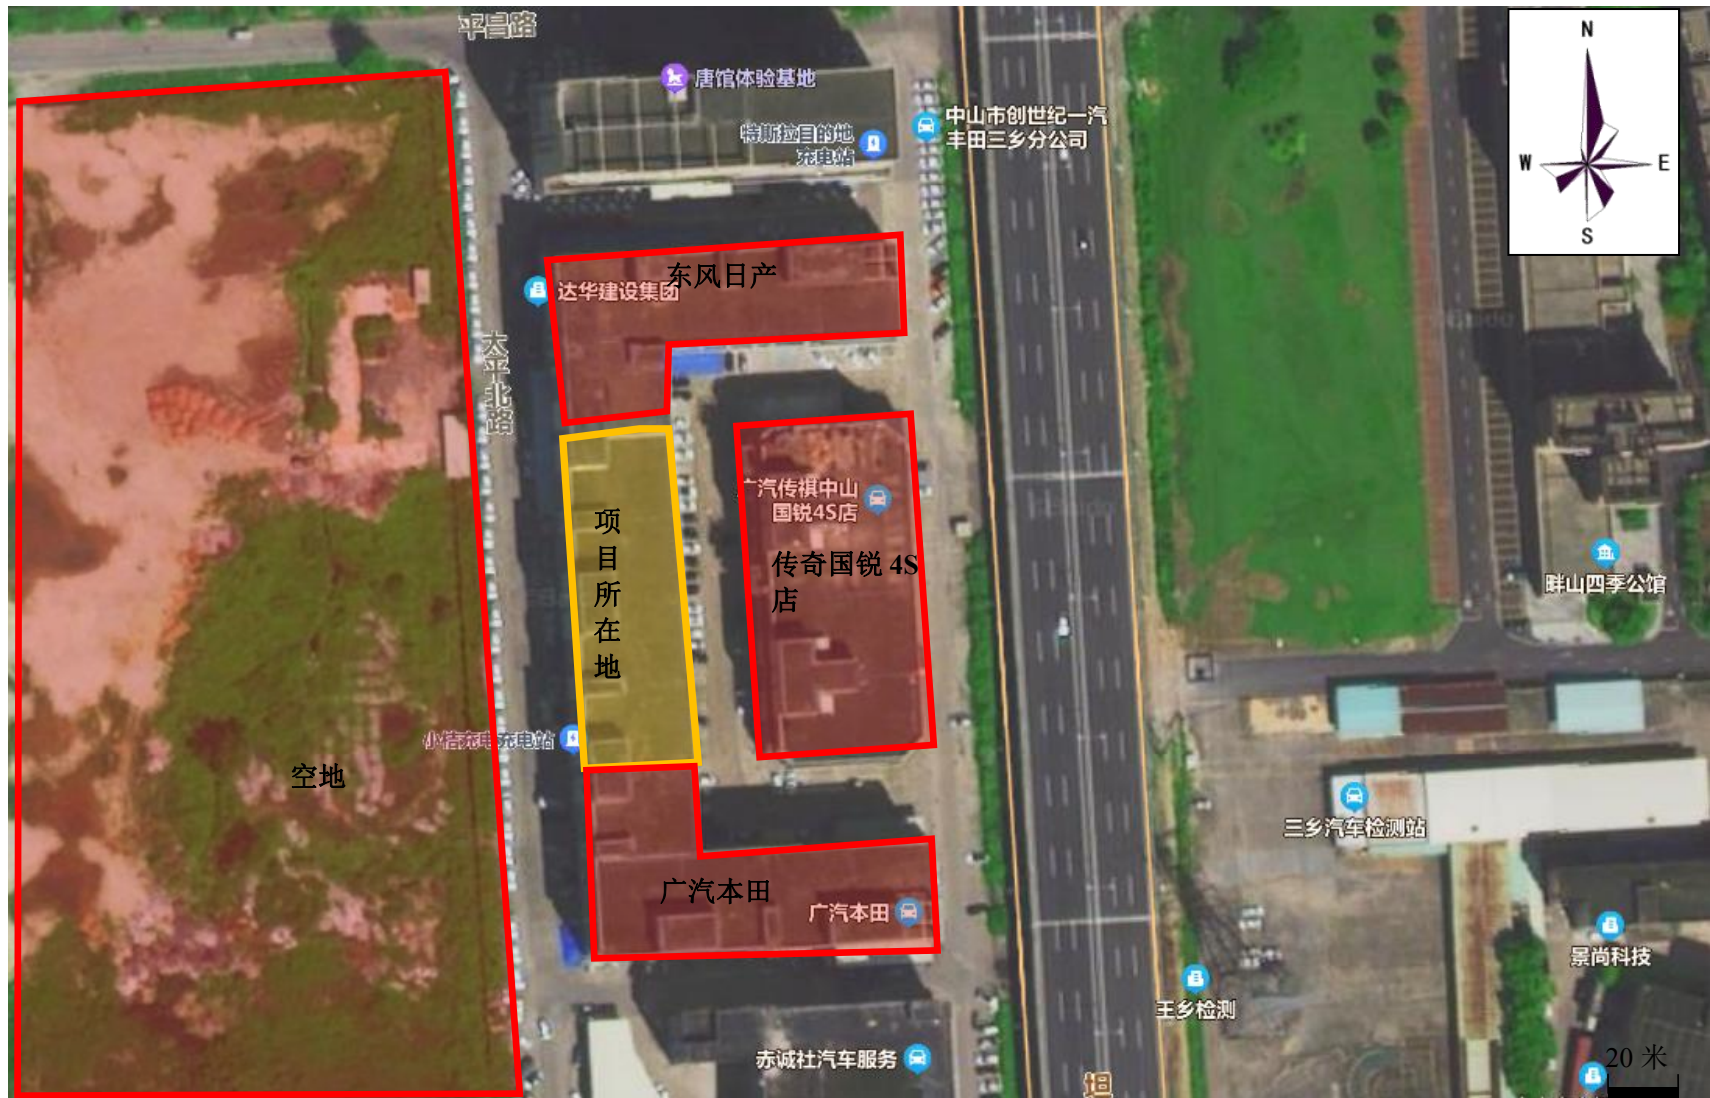 平昌路
唐馆体验基地
特斯拉目的地
充电站
中山市创世纪一汽
丰田三乡分公司
N
W
E
S
东风日产
达华建设集团
太平北路
广汽传祺中山
国锐4S店
项目所在地
传奇国锐 4S
店
畔山四季公馆
小桔充电充电站
空地
三乡汽车检测站
广汽本田
广汽本田
景尚科技
王乡检测
赤诚社汽车服务
20 米
坦